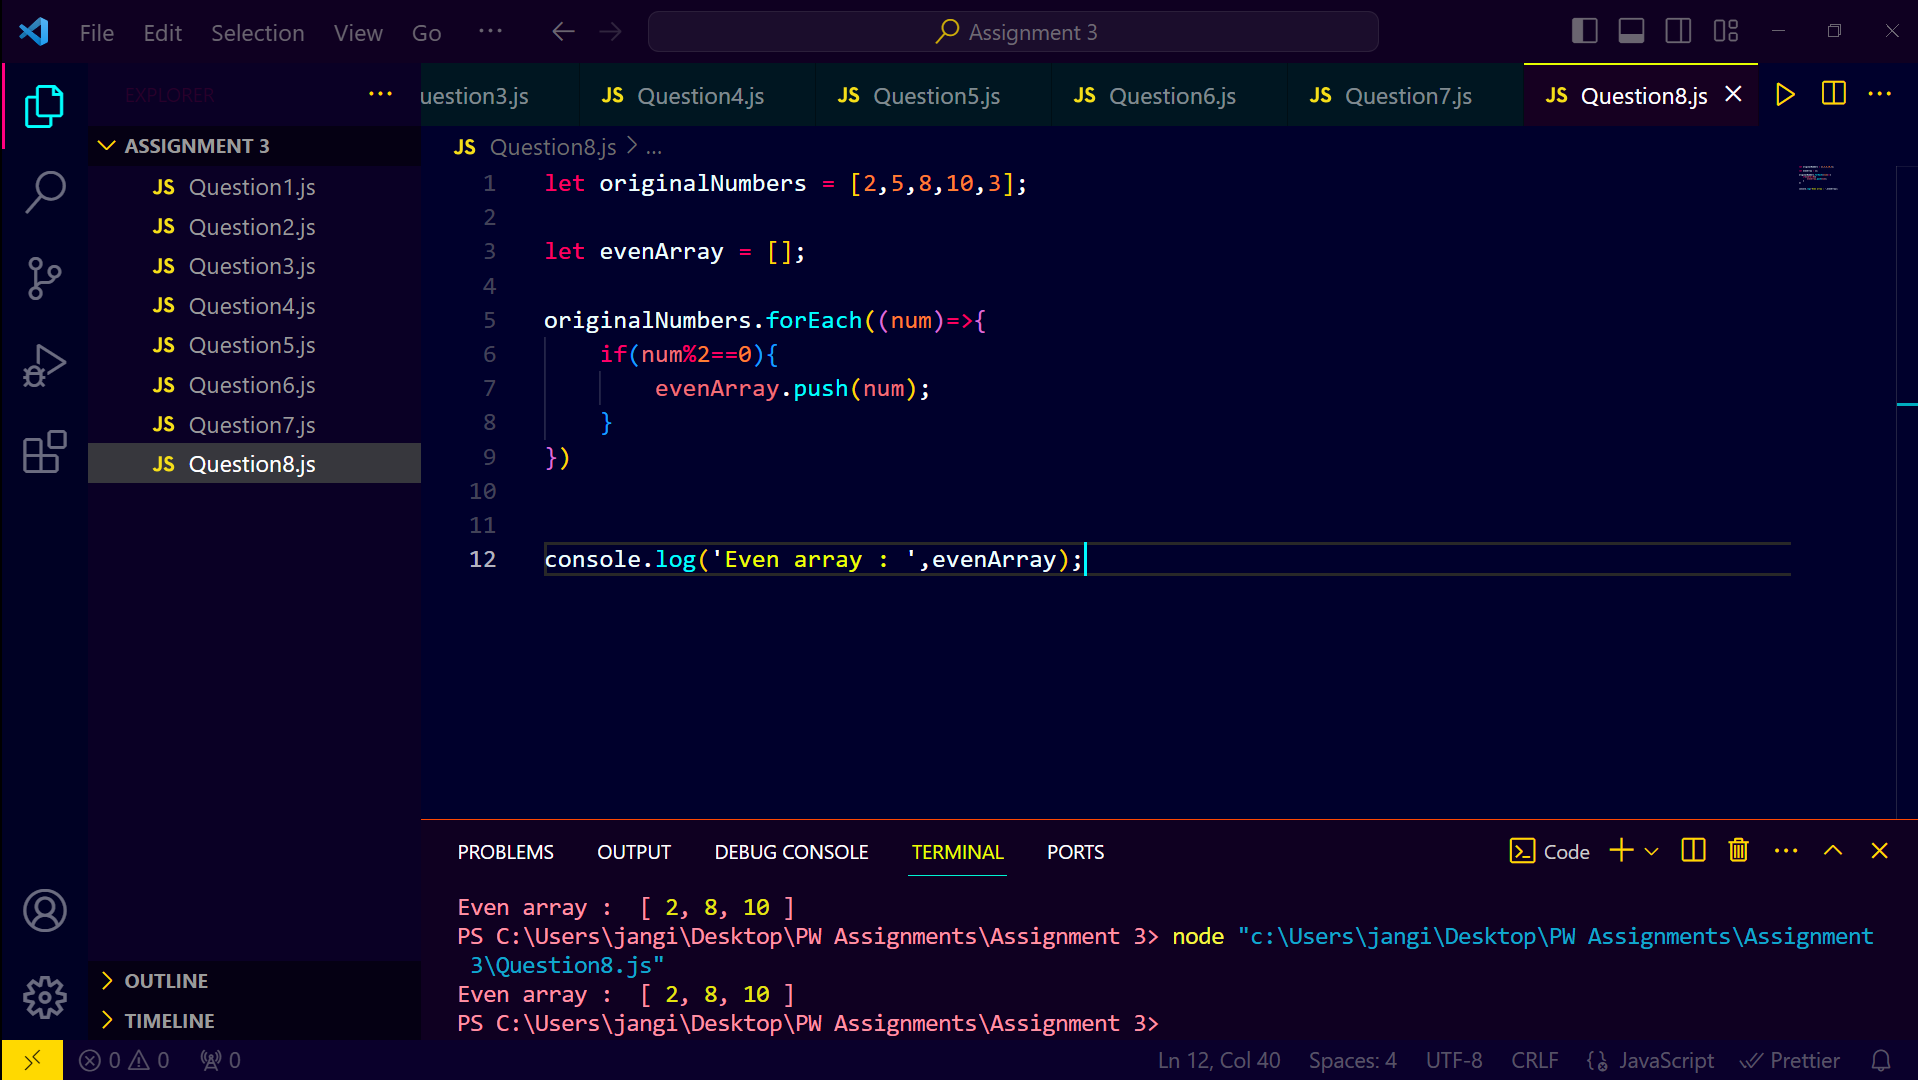 File Edit Selection View Go ··· Assignment 3
EXPLORER ···
uestion3.js JS Question4.js JS Question5.js JS Question6.js JS Question7.js JS Question8.js
ASSIGNMENT 3
JS Question1.js
JS Question2.js
JS Question3.js
JS Question4.js
JS Question5.js
JS Question6.js
JS Question7.js
JS Question8.js
OUTLINE
TIMELINE
JS Question8.js > ...
1 let originalNumbers = [2,5,8,10,3];
2
3 let evenArray = [];
4
5 originalNumbers.forEach((num)=>{
6 if(num%2==0){
7 evenArray.push(num);
8 }
9 })
10
11
12 console.log('Even array : ',evenArray);
PROBLEMS OUTPUT DEBUG CONSOLE TERMINAL PORTS Code
Even array :  [ 2, 8, 10 ]
PS C:\Users\jangi\Desktop\PW Assignments\Assignment 3> node "c:\Users\jangi\Desktop\PW Assignments\Assignment
3\Question8.js"
Even array :  [ 2, 8, 10 ]
PS C:\Users\jangi\Desktop\PW Assignments\Assignment 3>
0 0 0 Ln 12, Col 40 Spaces: 4 UTF-8 CRLF JavaScript Prettier